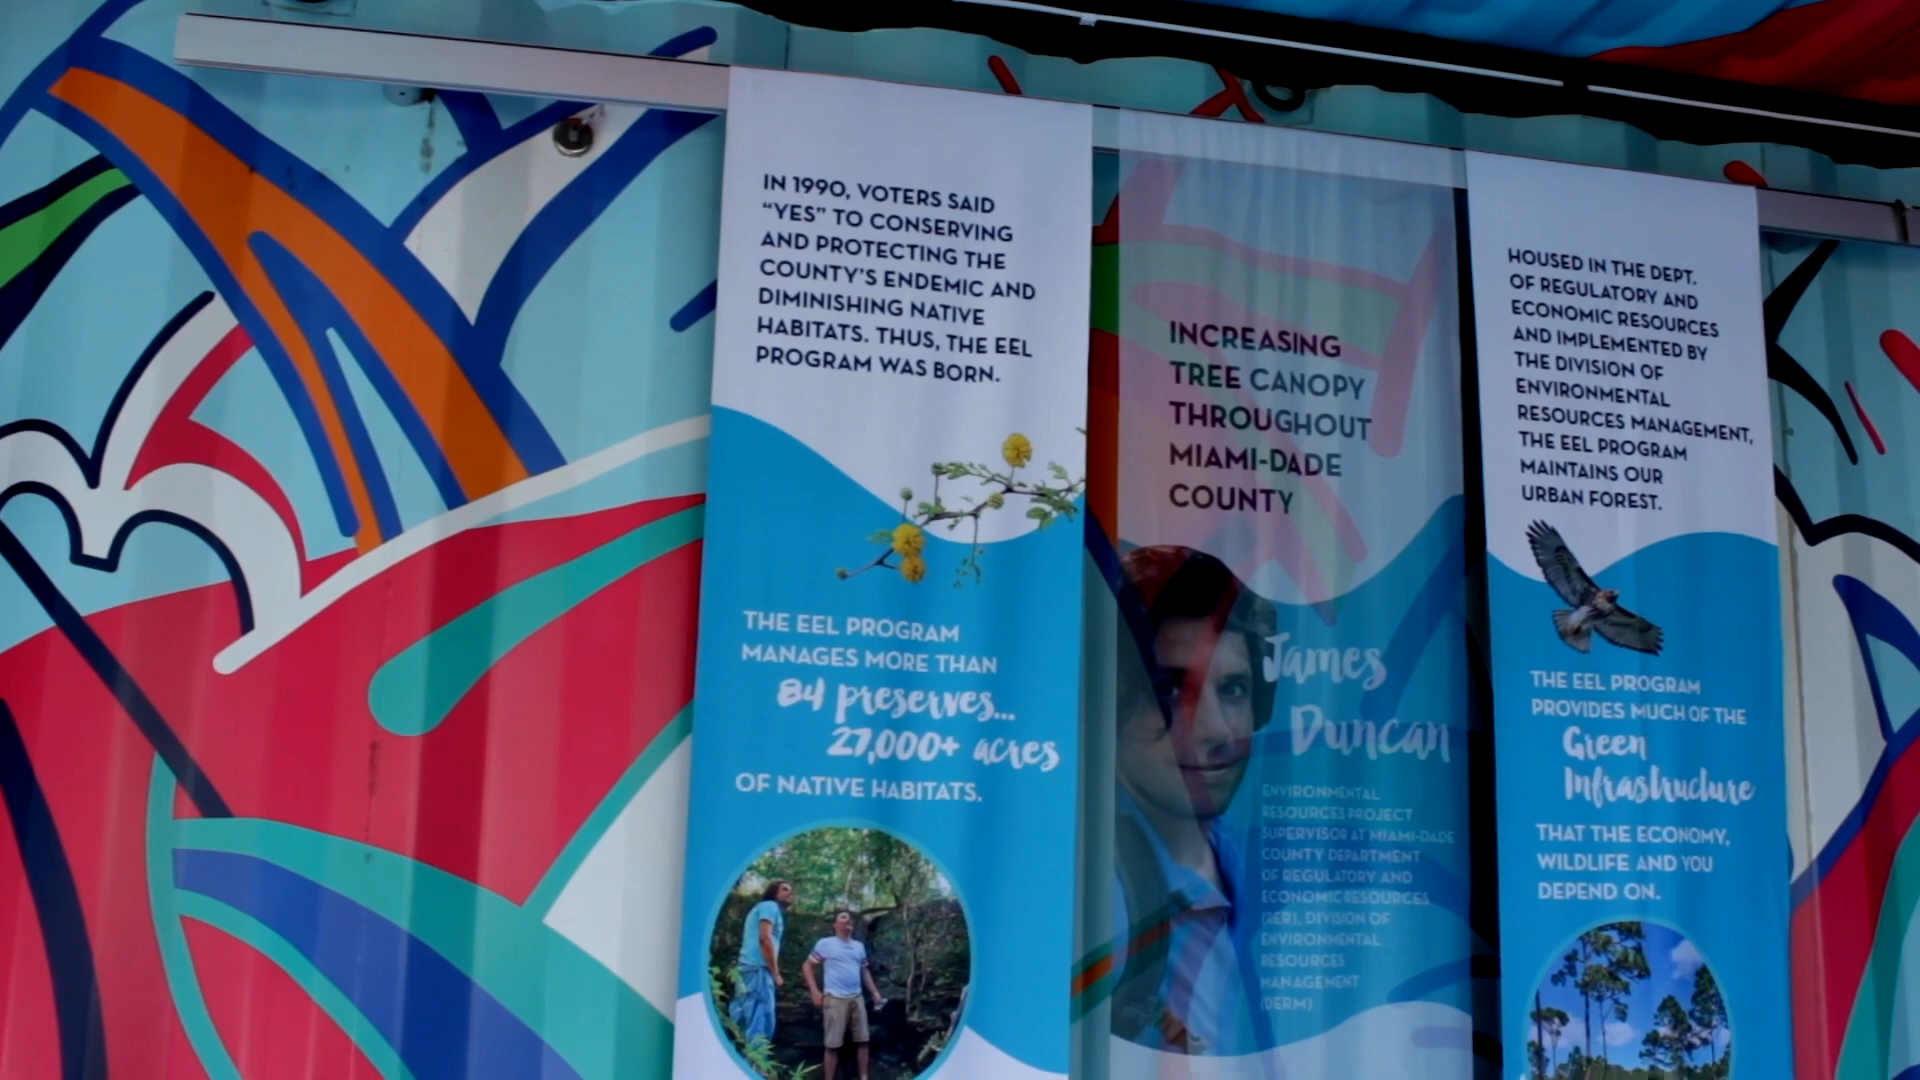 IN 1990, VOTERS SAID
“YES” TO CONSERVING
AND PROTECTING THE
COUNTY’S ENDEMIC AND
DIMINISHING NATIVE
HABITATS. THUS, THE EEL
PROGRAM WAS BORN.
THE EEL PROGRAM
MANAGES MORE THAN
84 preserves...
27,000+ acres
OF NATIVE HABITATS.
INCREASING
TREE CANOPY
THROUGHOUT
MIAMI-DADE
COUNTY
James
Duncan
ENVIRONMENTAL
RESOURCES PROJECT
SUPERVISOR AT MIAMI-DADE
COUNTY DEPARTMENT
OF REGULATORY AND
ECONOMIC RESOURCES
(RER), DIVISION OF
ENVIRONMENTAL
RESOURCES
MANAGEMENT
(DERM)
HOUSED IN THE DEPT.
OF REGULATORY AND
ECONOMIC RESOURCES
AND IMPLEMENTED BY
THE DIVISION OF
ENVIRONMENTAL
RESOURCES MANAGEMENT,
THE EEL PROGRAM
MAINTAINS OUR
URBAN FOREST.
THE EEL PROGRAM
PROVIDES MUCH OF THE
Green
Infrastructure
THAT THE ECONOMY,
WILDLIFE AND YOU
DEPEND ON.